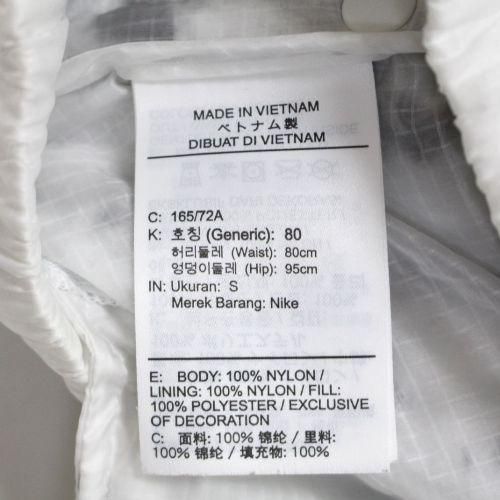 MADE IN VIETNAM
ベトナム製
DIBUAT DI VIETNAM
C: 165/72A
K: 호칭 (Generic): 80
허리둘레 (Waist): 80cm
엉덩이둘레 (Hip): 95cm
IN: Ukuran: S
Merek Barang: Nike
E: BODY: 100% NYLON /
LINING: 100% NYLON / FILL:
100% POLYESTER / EXCLUSIVE
OF DECORATION
C: 面料: 100% 锦纶 / 里料:
100% 锦纶 / 填充物: 100%